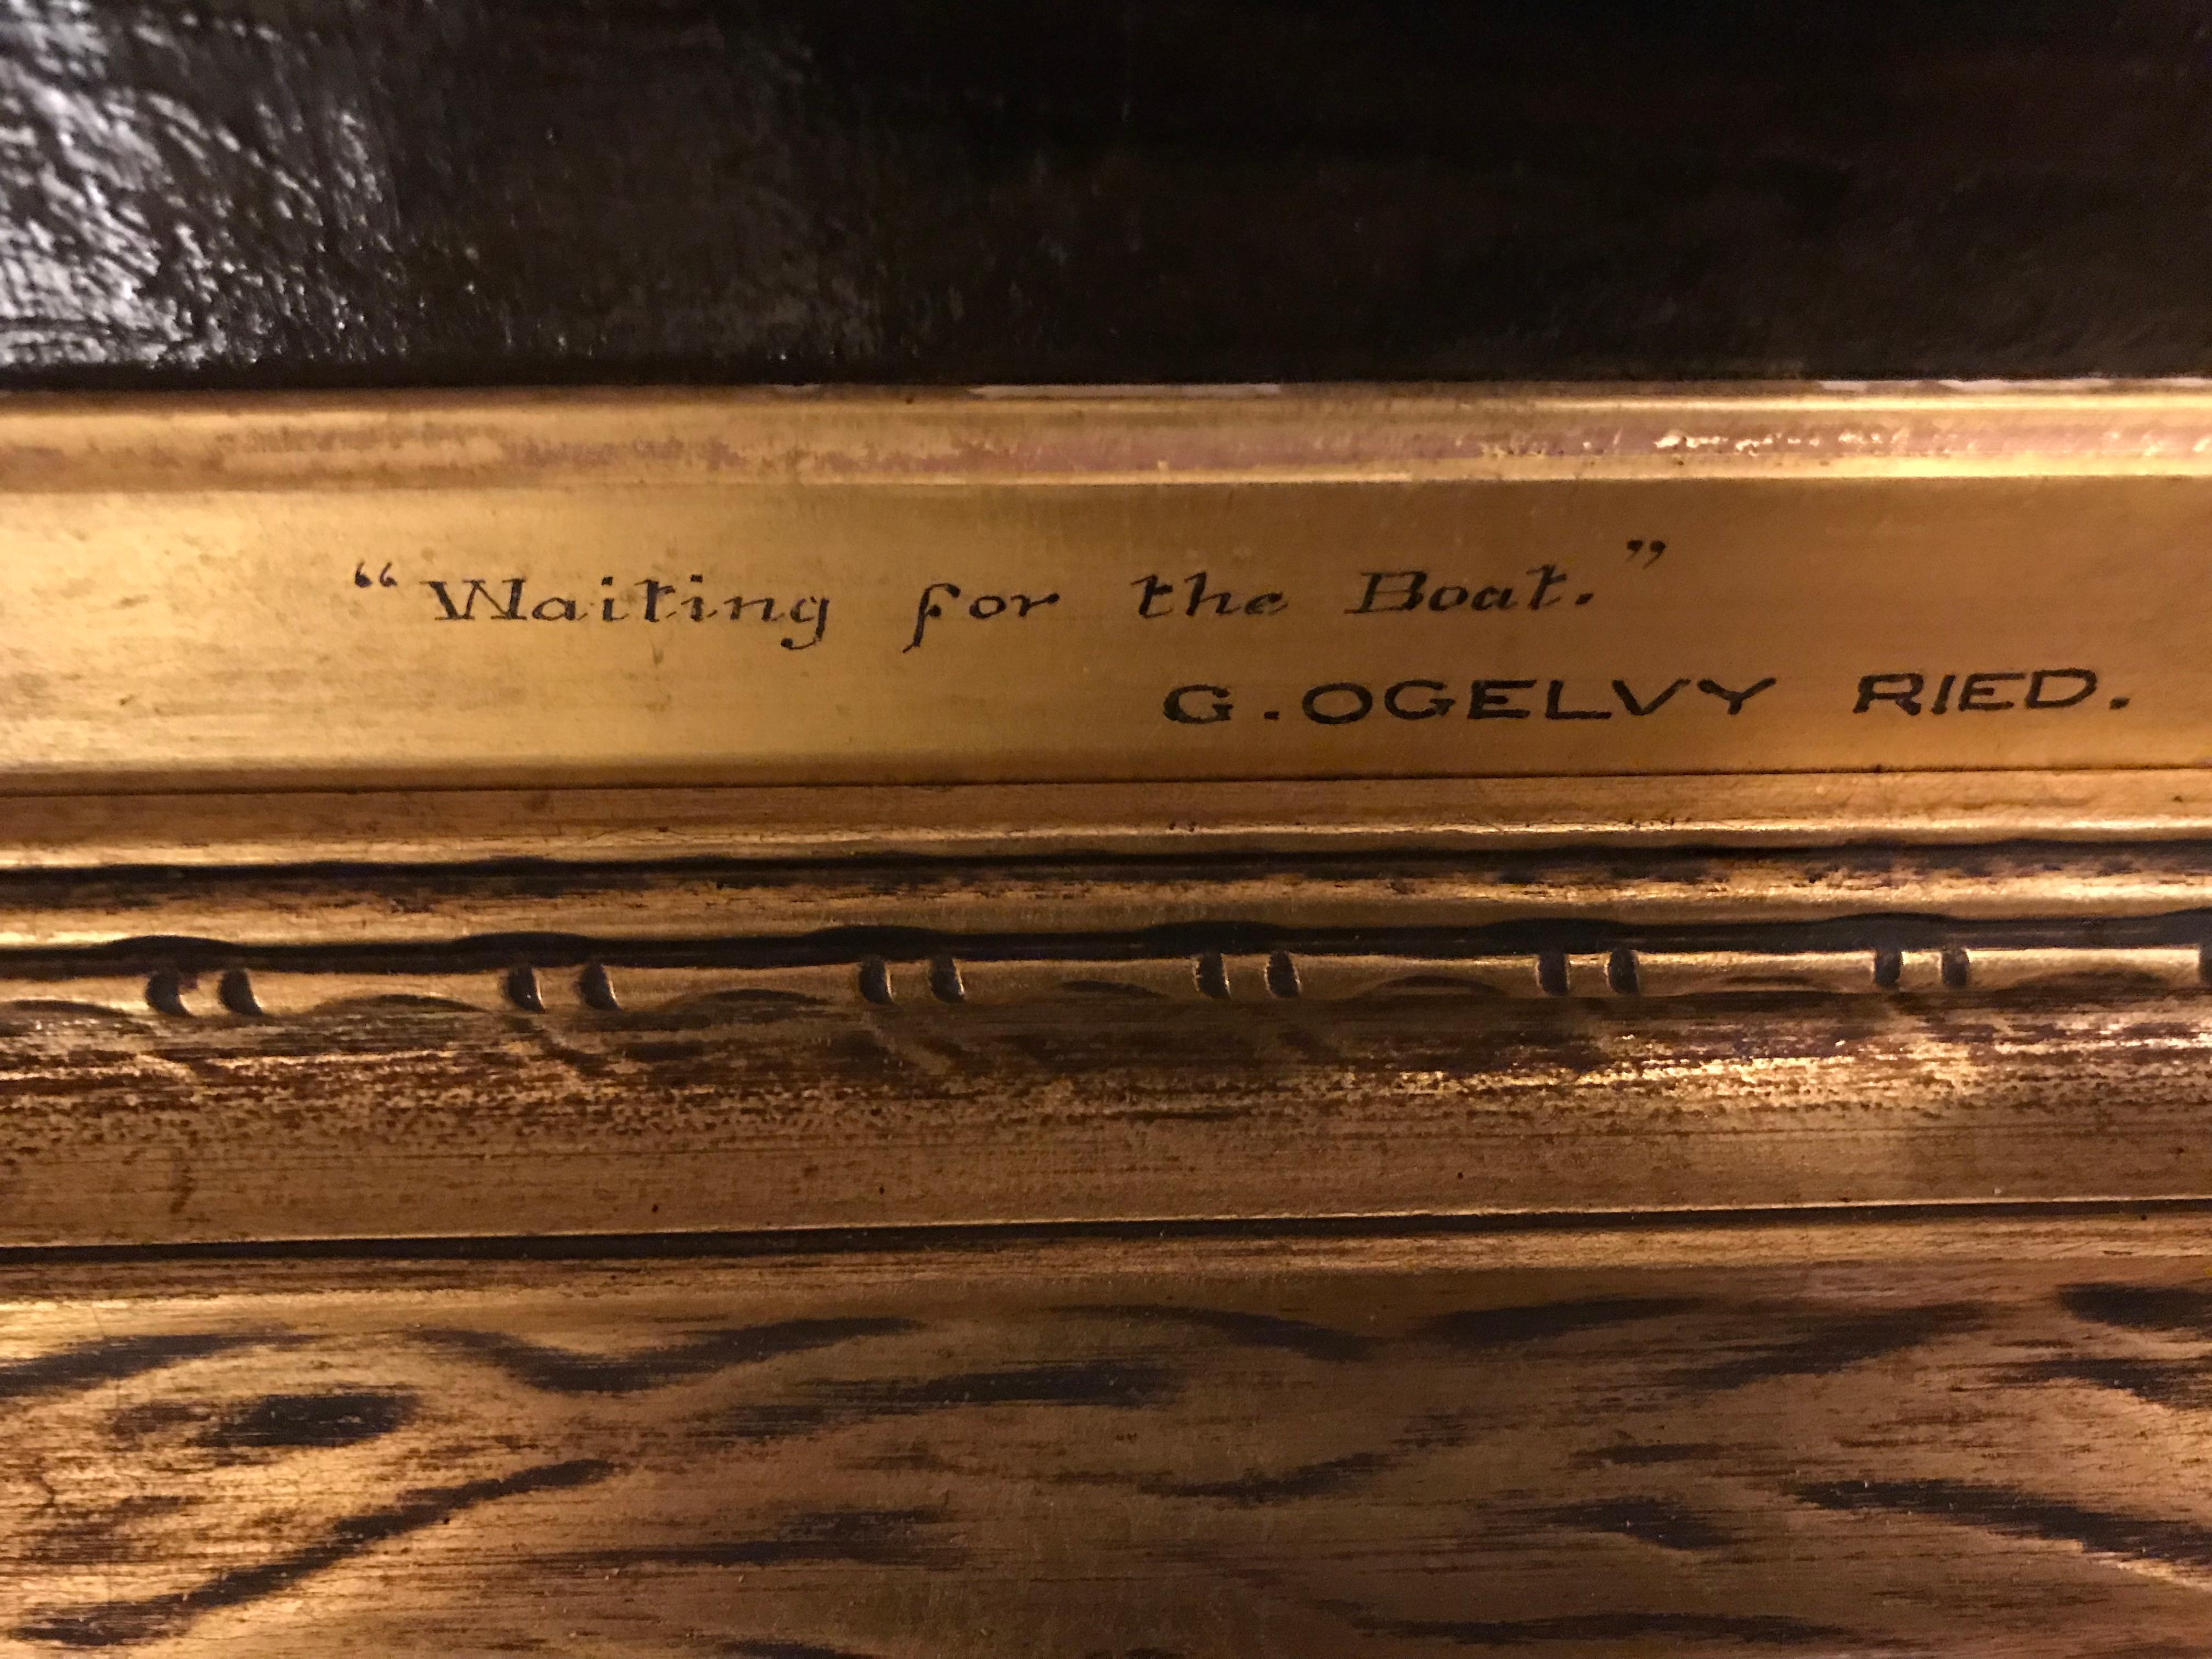 “Waiting for the Boat.”
G. OGELVY RIED.